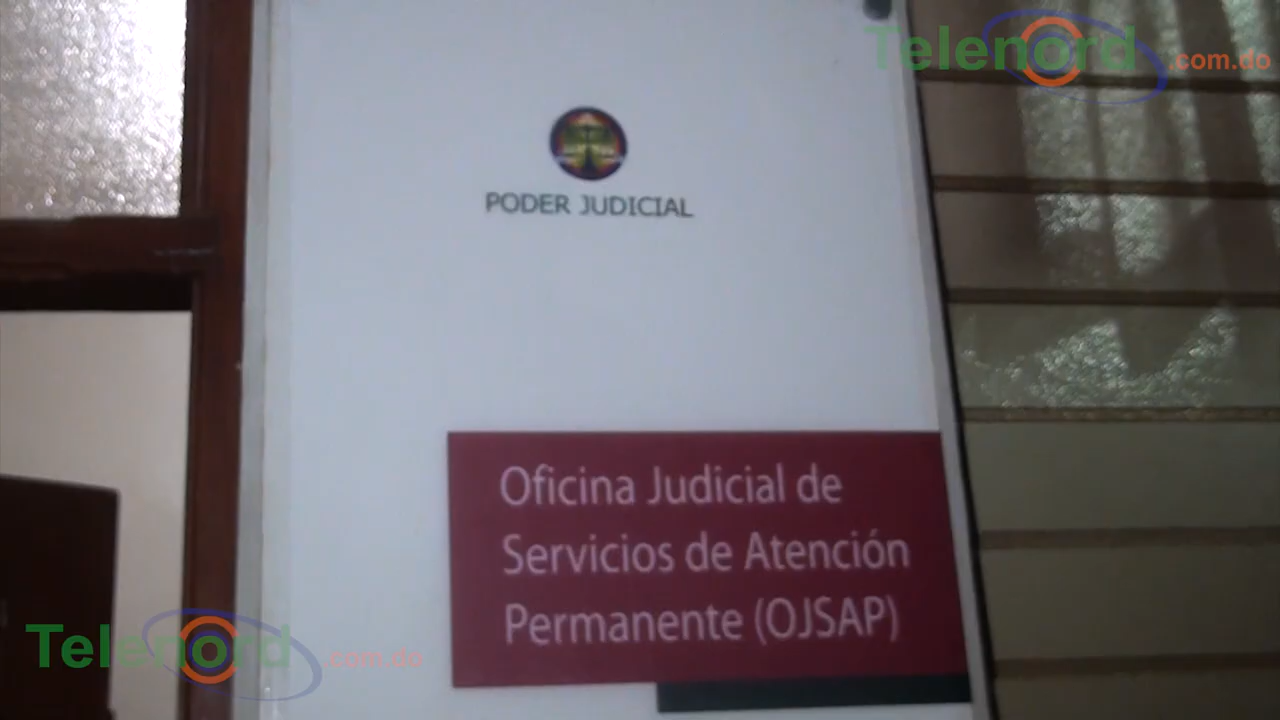 Telenord.com.do
PODER JUDICIAL
Oficina Judicial de
Servicios de Atención
Permanente (OJSAP)
Telenord.com.do